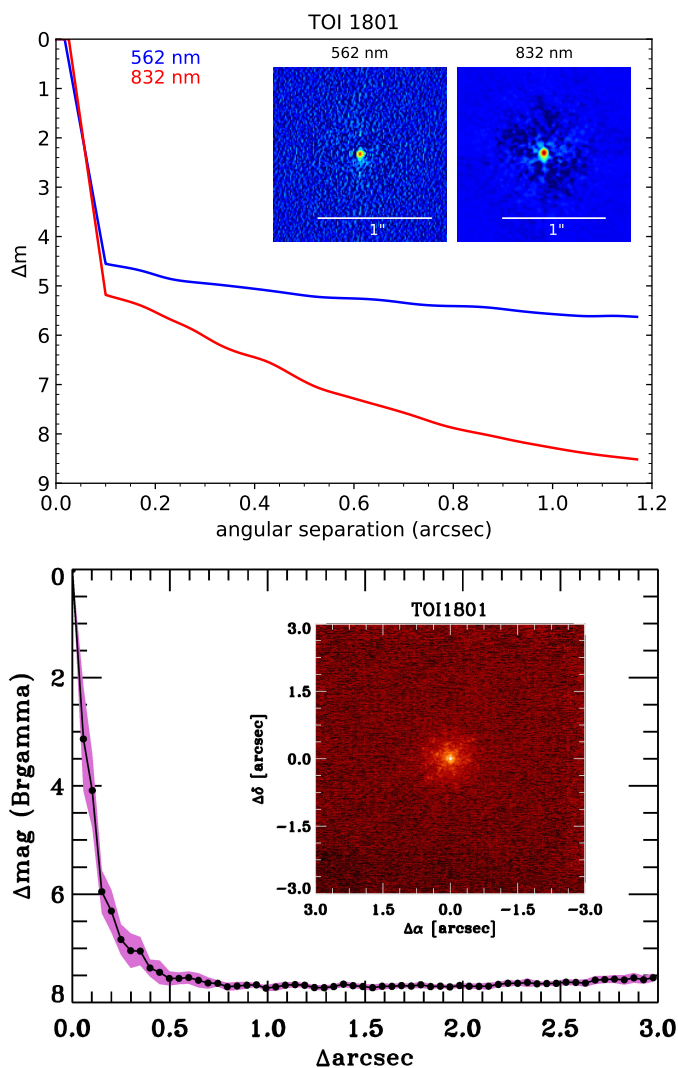 TOI 1801
562 nm
832 nm
562 nm
832 nm
1"
1"
0
1
2
3
4
5
6
7
8
9
Δm
0.0 0.2 0.4 0.6 0.8 1.0 1.2
angular separation (arcsec)
TOI1801
3.0
1.5
0.0
−1.5
−3.0
Δδ [arcsec]
3.0 1.5 0.0 −1.5 −3.0
Δα [arcsec]
0
2
4
6
8
Δmag (Brgamma)
0.0 0.5 1.0 1.5 2.0 2.5 3.0
Δarcsec